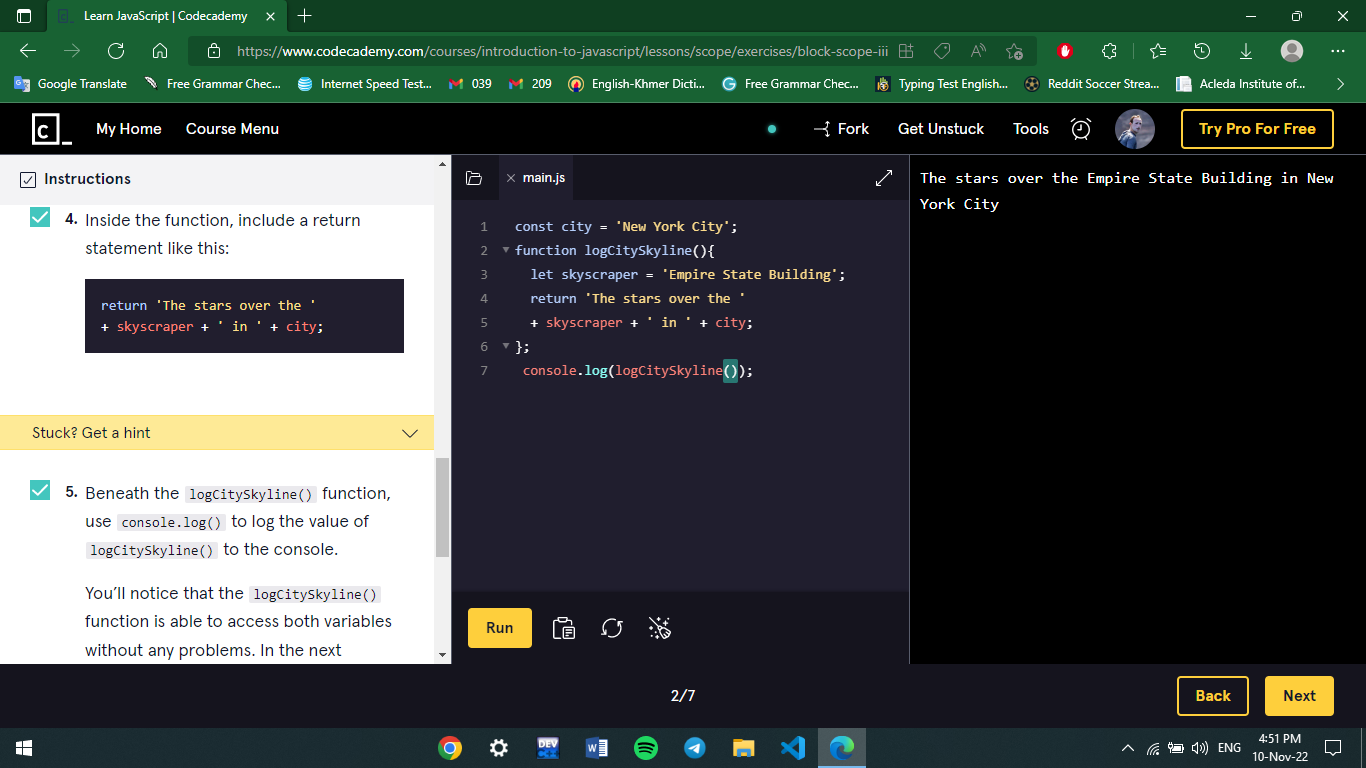 Learn JavaScript | Codecademy
https://www.codecademy.com/courses/introduction-to-javascript/lessons/scope/exercises/block-scope-iii
Google Translate Free Grammar Chec... Internet Speed Test... 039 209 English-Khmer Dicti... Free Grammar Chec... Typing Test English... Reddit Soccer Strea... Acleda Institute of...
c_ My Home Course Menu Fork Get Unstuck Tools Try Pro For Free
Instructions
4. Inside the function, include a return
statement like this:
return 'The stars over the '
+ skyscraper + ' in ' + city;
Stuck? Get a hint
5. Beneath the logCitySkyline() function,
use console.log() to log the value of
logCitySkyline() to the console.
You’ll notice that the logCitySkyline()
function is able to access both variables
without any problems. In the next
main.js
1 const city = 'New York City';
2 function logCitySkyline(){
3 let skyscraper = 'Empire State Building';
4 return 'The stars over the '
5 + skyscraper + ' in ' + city;
6 };
7 console.log(logCitySkyline());
Run
The stars over the Empire State Building in New
York City
2/7
Back Next
DEV W ENG 4:51 PM
10-Nov-22